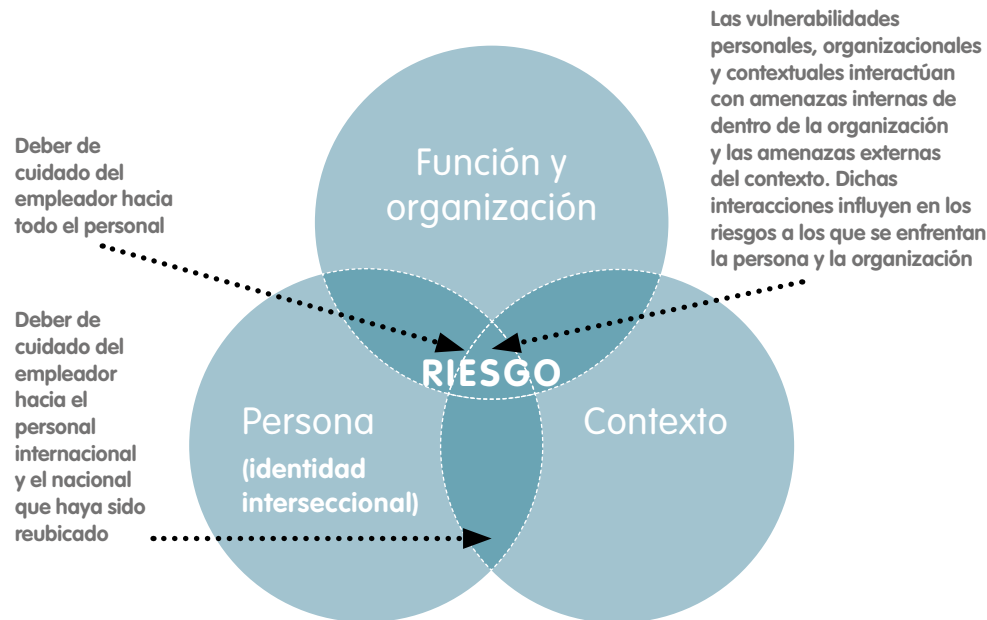 Las vulnerabilidades
personales, organizacionales
y contextuales interactúan
con amenazas internas de
dentro de la organización
y las amenazas externas
del contexto. Dichas
interacciones influyen en los
riesgos a los que se enfrentan
la persona y la organización
Deber de
cuidado del
empleador hacia
todo el personal
Función y
organización
Deber de
cuidado del
empleador
hacia el
personal
internacional
y el nacional
que haya sido
reubicado
RIESGO
Persona
(identidad
interseccional)
Contexto